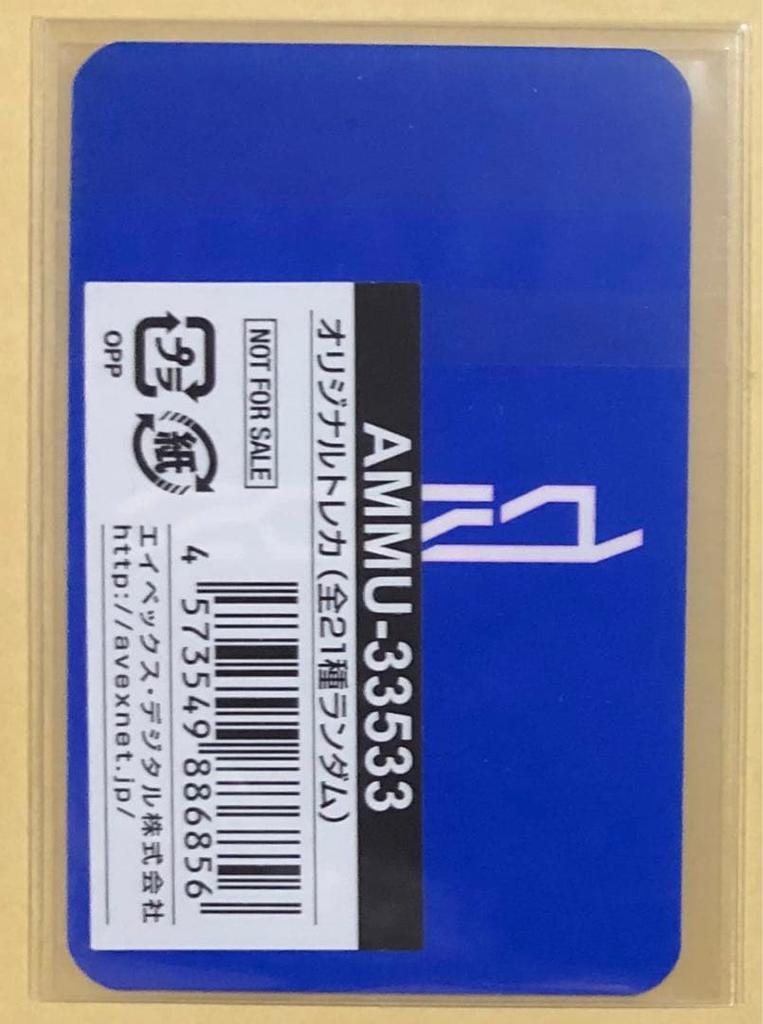 AMMU-33533
オリジナルトレカ(全21種ランダム)
NOT FOR SALE
プラ
紙
OPP
4 573549 886856
エイベックス・デジタル株式会社
http://avexnet.jp/